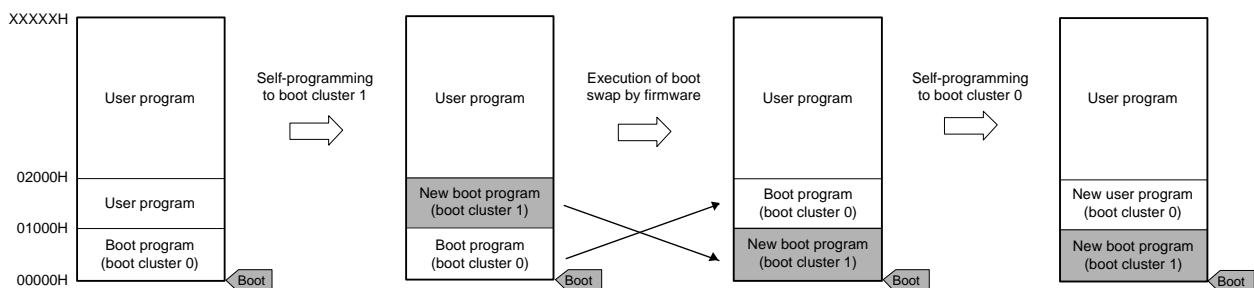 XXXXXH
User program
Self-programming
to boot cluster 1
User program
Execution of boot
swap by firmware
User program
Self-programming
to boot cluster 0
User program
02000H
User program
New boot program
(boot cluster 1)
Boot program
(boot cluster 0)
New user program
(boot cluster 0)
01000H
Boot program
(boot cluster 0)
Boot program
(boot cluster 0)
New boot program
(boot cluster 1)
New boot program
(boot cluster 1)
00000H
Boot
Boot
Boot
Boot